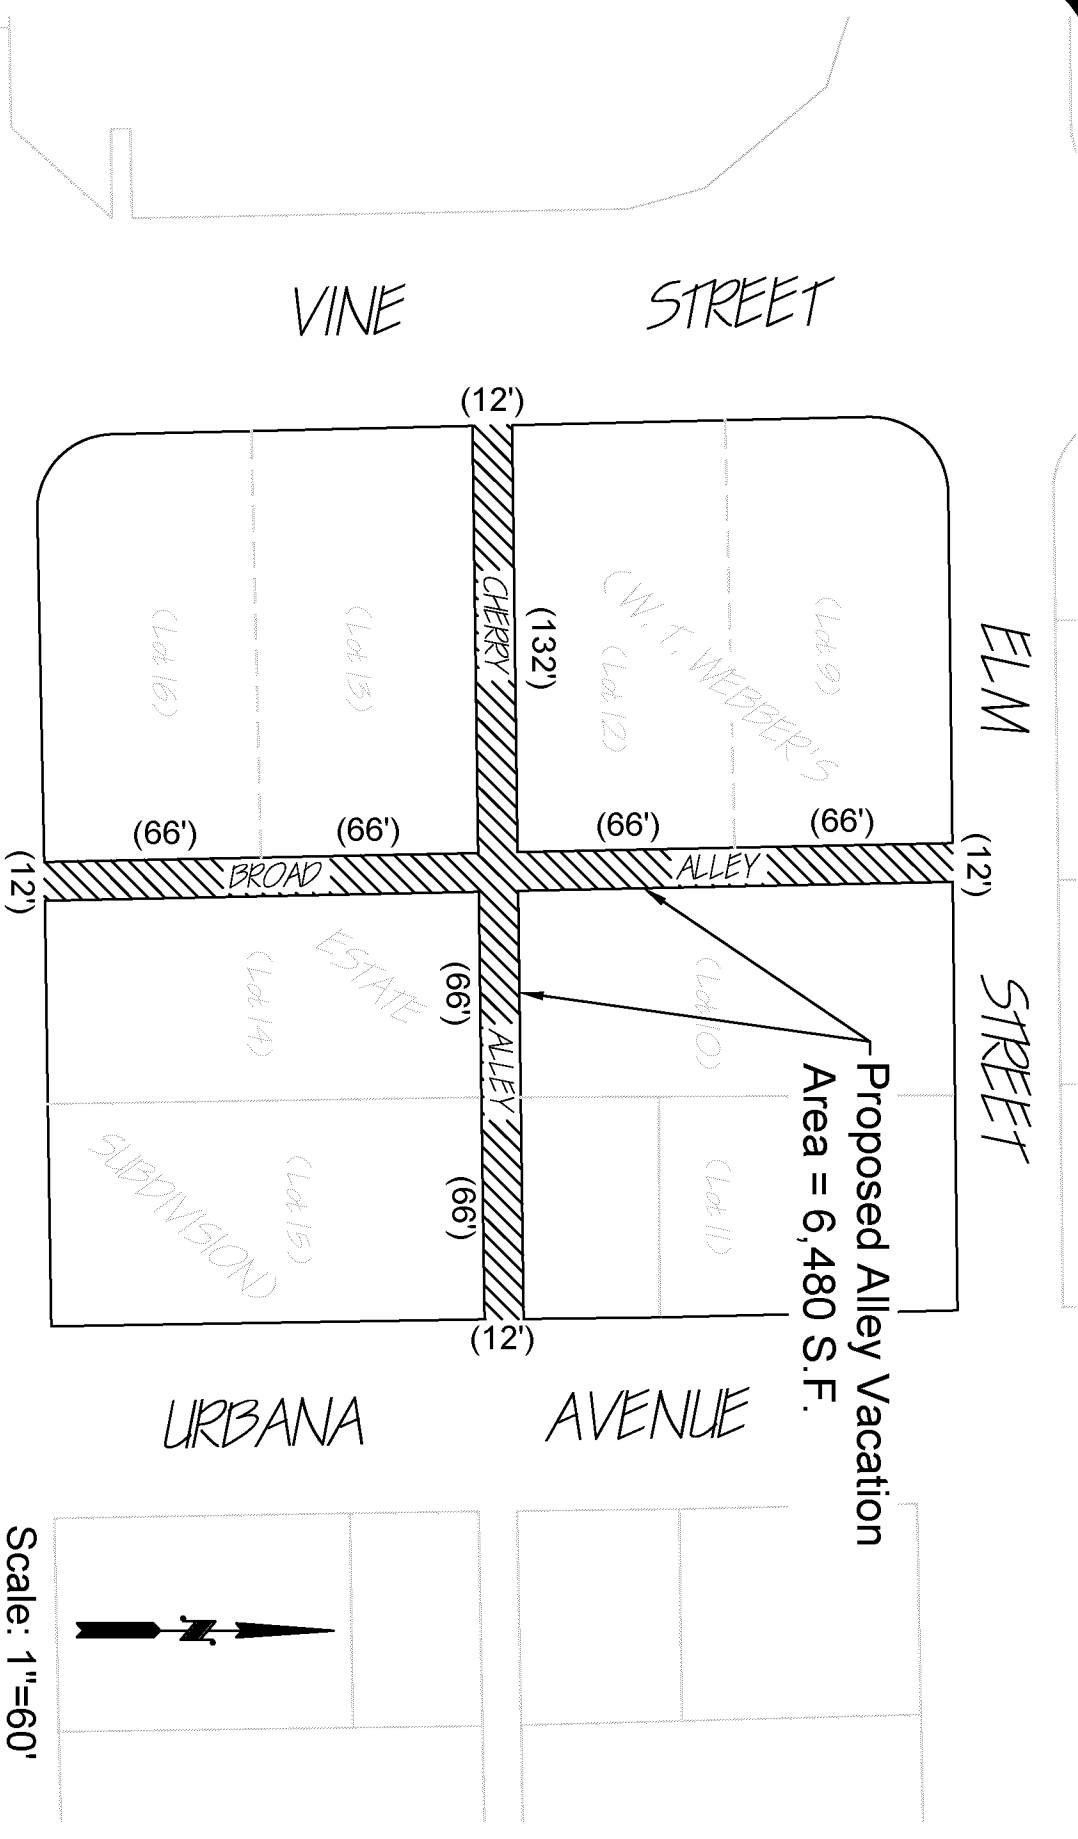 VINE STREET
(12')
ELM STREET
CHERRY ALLEY
(132')
(W. T. WEBBER'S
ESTATE
SUBDIVISION)
(Lot 9)
(Lot 12)
(Lot 13)
(Lot 16)
(66')
(66')
(66')
(66')
(12')
BROAD ALLEY
(12')
(Lot 14)
(66')
(Lot 10)
(Lot 15)
(66')
(Lot 11)
(12')
Proposed Alley Vacation
Area = 6,480 S.F.
URBANA AVENUE
N
Scale: 1"=60'